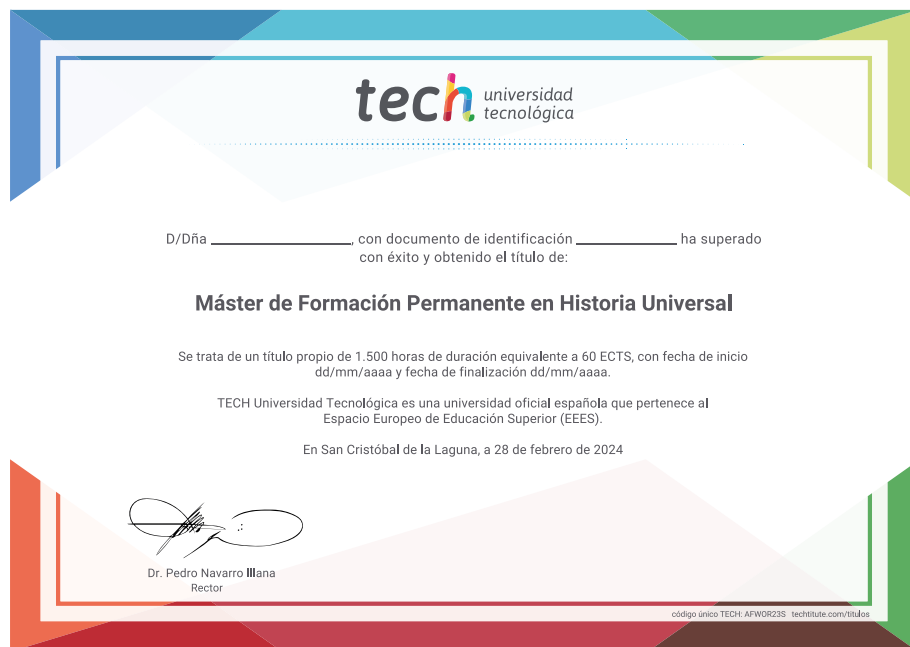 tech universidad
tecnológica
D/Dña ________________, con documento de identificación ____________ ha superado
con éxito y obtenido el título de:
Máster de Formación Permanente en Historia Universal
Se trata de un título propio de 1.500 horas de duración equivalente a 60 ECTS, con fecha de inicio
dd/mm/aaaa y fecha de finalización dd/mm/aaaa.
TECH Universidad Tecnológica es una universidad oficial española que pertenece al
Espacio Europeo de Educación Superior (EEES).
En San Cristóbal de la Laguna, a 28 de febrero de 2024
Dr. Pedro Navarro Illana
Rector
código único TECH: AFWOR23S techtitute.com/titulos